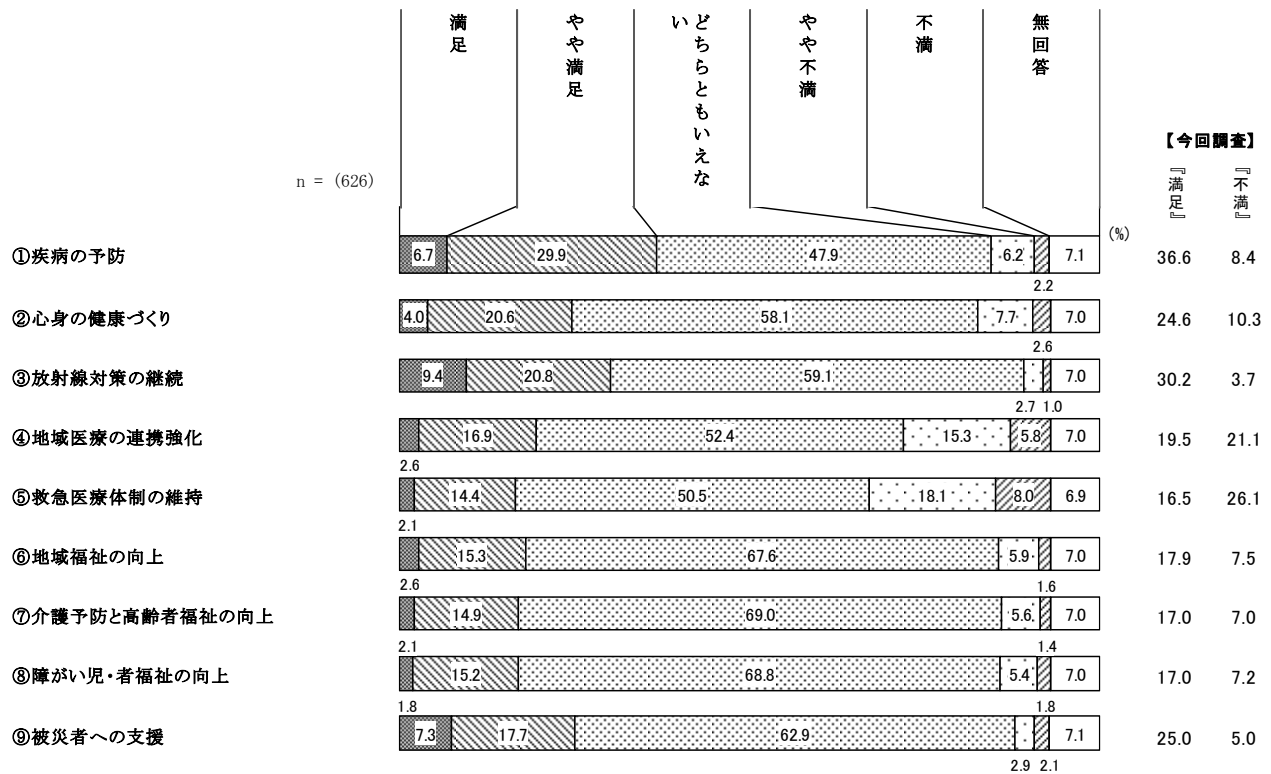 満足
やや満足
どちらともいえな
い
やや不満
不満
無回答
【今回調査】
『満足』
『不満』
n = (626)
(%)
①疾病の予防 6.7 29.9 47.9 6.2 7.1 36.6 8.4
2.2
②心身の健康づくり 4.0 20.6 58.1 7.7 7.0 24.6 10.3
2.6
③放射線対策の継続 9.4 20.8 59.1 7.0 30.2 3.7
2.7 1.0
④地域医療の連携強化 16.9 52.4 15.3 5.8 7.0 19.5 21.1
2.6
⑤救急医療体制の維持 14.4 50.5 18.1 8.0 6.9 16.5 26.1
2.1
⑥地域福祉の向上 15.3 67.6 5.9 7.0 17.9 7.5
2.6 1.6
⑦介護予防と高齢者福祉の向上 14.9 69.0 5.6 7.0 17.0 7.0
2.1 1.4
⑧障がい児・者福祉の向上 15.2 68.8 5.4 7.0 17.0 7.2
1.8 1.8
⑨被災者への支援 7.3 17.7 62.9 7.1 25.0 5.0
2.9 2.1